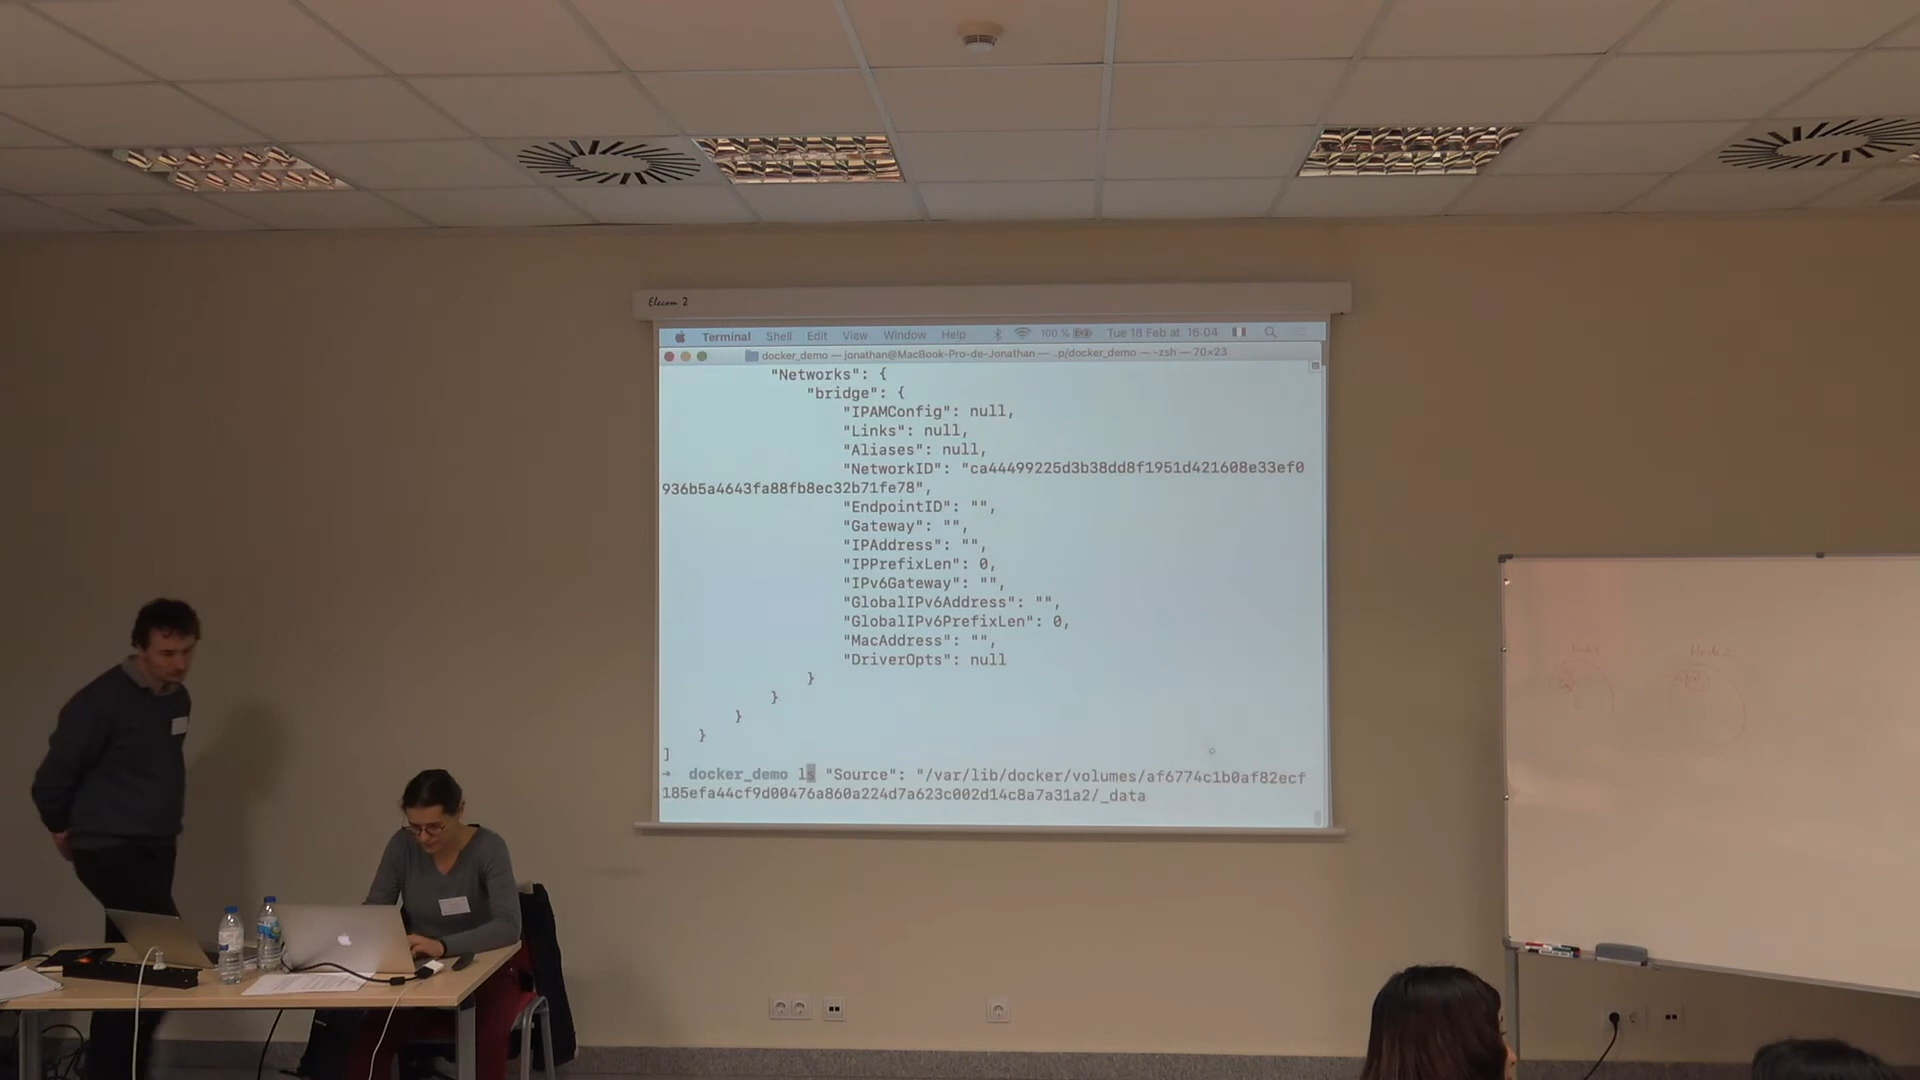 Elecom 2
Terminal Shell Edit View Window Help 100 % Tue 18 Feb at 16:04
docker_demo — jonathan@MacBook-Pro-de-Jonathan — ..p/docker_demo — -zsh — 70×23
"Networks": {
"bridge": {
"IPAMConfig": null,
"Links": null,
"Aliases": null,
"NetworkID": "ca44499225d3b38dd8f1951d421608e33ef0
936b5a4643fa88fb8ec32b71fe78",
"EndpointID": "",
"Gateway": "",
"IPAddress": "",
"IPPrefixLen": 0,
"IPv6Gateway": "",
"GlobalIPv6Address": "",
"GlobalIPv6PrefixLen": 0,
"MacAddress": "",
"DriverOpts": null
}
}
}
}
]
→ docker_demo ls "Source": "/var/lib/docker/volumes/af6774c1b0af82ecf
185efa44cf9d00476a860a224d7a623c002d14c8a7a31a2/_data